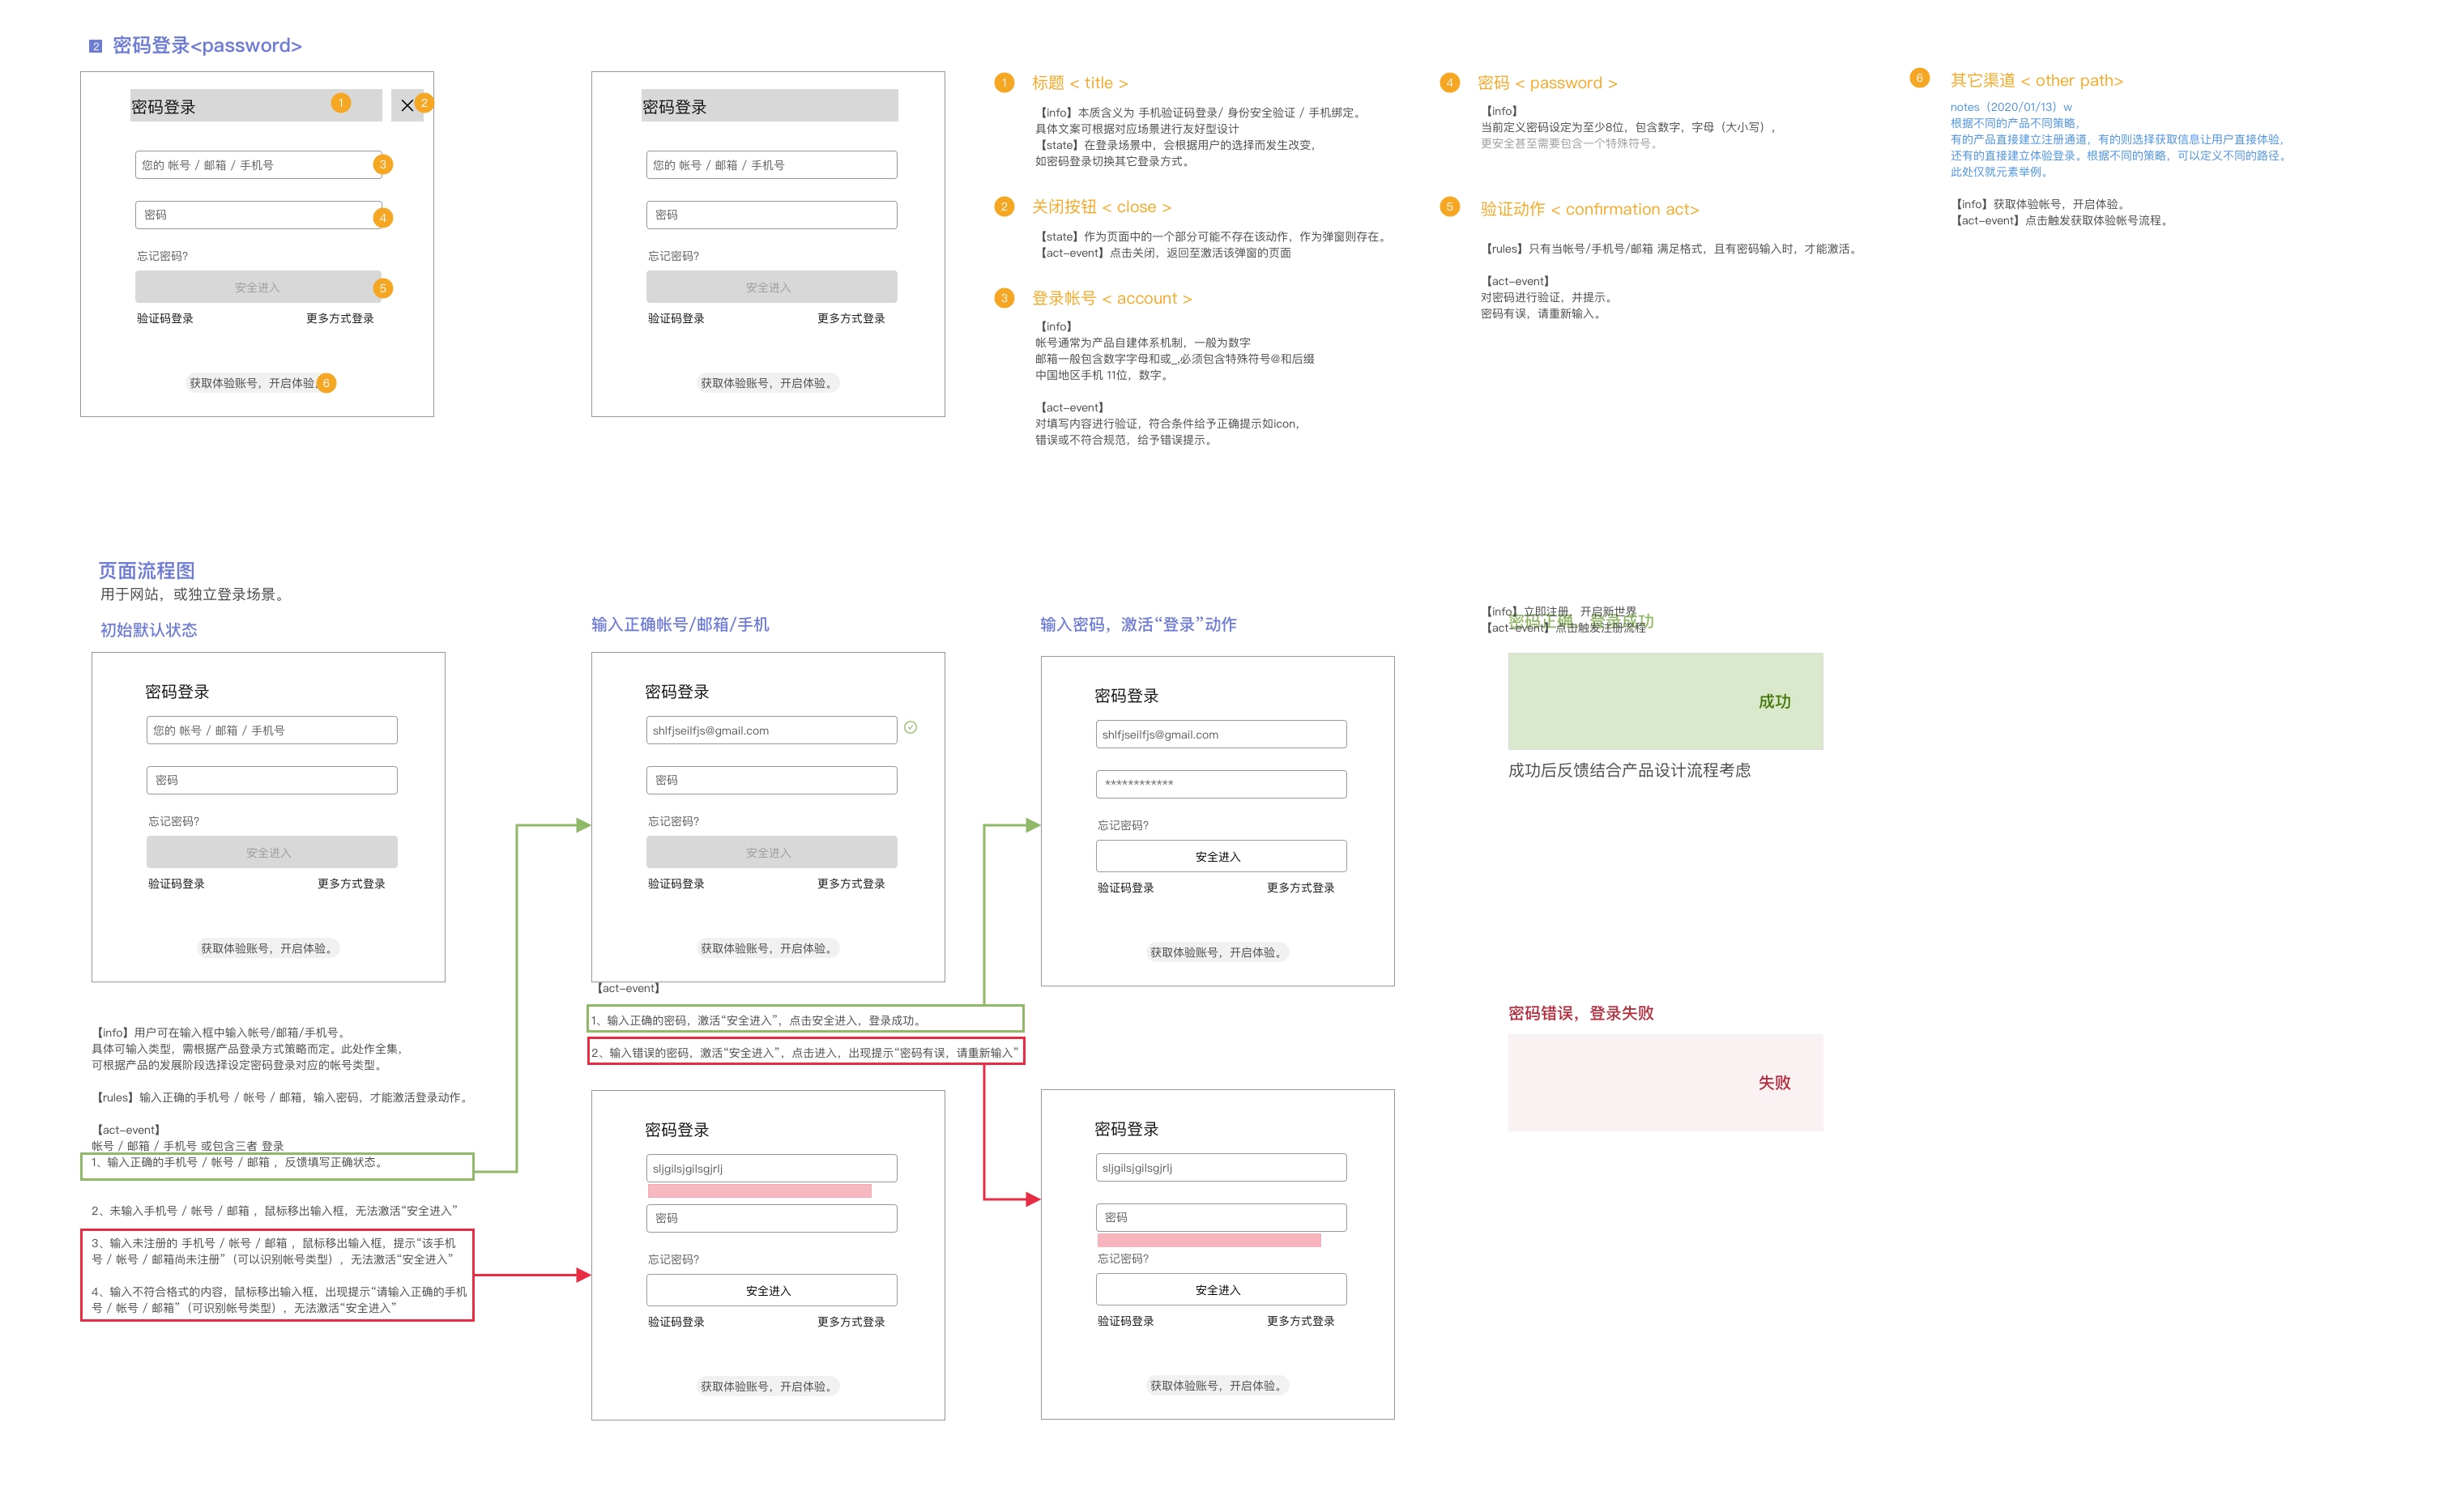 2 密码登录<password>
密码登录 1 2
您的 帐号 / 邮箱 / 手机号 3
密码 4
忘记密码?
安全进入 5
验证码登录 更多方式登录
获取体验账号，开启体验。 6
密码登录
您的 帐号 / 邮箱 / 手机号
密码
忘记密码?
安全进入
验证码登录 更多方式登录
获取体验账号，开启体验。
1 标题 < title >
【info】本质含义为 手机验证码登录/ 身份安全验证 / 手机绑定。
具体文案可根据对应场景进行友好型设计
【state】在登录场景中，会根据用户的选择而发生改变，
如密码登录切换其它登录方式。
2 关闭按钮 < close >
【state】作为页面中的一个部分可能不存在该动作，作为弹窗则存在。
【act-event】点击关闭，返回至激活该弹窗的页面
3 登录帐号 < account >
【info】
帐号通常为产品自建体系机制，一般为数字
邮箱一般包含数字字母和或_,必须包含特殊符号@和后缀
中国地区手机 11位，数字。
【act-event】
对填写内容进行验证，符合条件给予正确提示如icon，
错误或不符合规范，给予错误提示。
4 密码 < password >
【info】
当前定义密码设定为至少8位，包含数字，字母（大小写），
更安全甚至需要包含一个特殊符号。
5 验证动作 < confirmation act>
【rules】只有当帐号/手机号/邮箱 满足格式，且有密码输入时，才能激活。
【act-event】
对密码进行验证，并提示。
密码有误，请重新输入。
6 其它渠道 < other path>
notes（2020/01/13）w
根据不同的产品不同策略，
有的产品直接建立注册通道，有的则选择获取信息让用户直接体验，
还有的直接建立体验登录。根据不同的策略，可以定义不同的路径。
此处仅就元素举例。
【info】获取体验帐号，开启体验。
【act-event】点击触发获取体验帐号流程。
页面流程图
用于网站，或独立登录场景。
初始默认状态
密码登录
您的 帐号 / 邮箱 / 手机号
密码
忘记密码?
安全进入
验证码登录 更多方式登录
获取体验账号，开启体验。
【info】用户可在输入框中输入帐号/邮箱/手机号。
具体可输入类型，需根据产品登录方式策略而定。此处作全集，
可根据产品的发展阶段选择设定密码登录对应的帐号类型。
【rules】输入正确的手机号 / 帐号 / 邮箱，输入密码，才能激活登录动作。
【act-event】
帐号 / 邮箱 / 手机号 或包含三者 登录
1、输入正确的手机号 / 帐号 / 邮箱 ，反馈填写正确状态。
2、未输入手机号 / 帐号 / 邮箱 ，鼠标移出输入框，无法激活“安全进入”
3、输入未注册的 手机号 / 帐号 / 邮箱 ，鼠标移出输入框，提示“该手机
号 / 帐号 / 邮箱尚未注册”（可以识别帐号类型），无法激活“安全进入”
4、输入不符合格式的内容，鼠标移出输入框，出现提示“请输入正确的手机
号 / 帐号 / 邮箱”（可识别帐号类型），无法激活“安全进入”
输入正确帐号/邮箱/手机
密码登录
shlfjseilfjs@gmail.com
密码
忘记密码?
安全进入
验证码登录 更多方式登录
获取体验账号，开启体验。
【act-event】
1、输入正确的密码，激活“安全进入”，点击安全进入，登录成功。
2、输入错误的密码，激活“安全进入”，点击进入，出现提示“密码有误，请重新输入”
密码登录
sljgilsjgilsgjrlj
密码
忘记密码?
安全进入
验证码登录 更多方式登录
获取体验账号，开启体验。
输入密码，激活“登录”动作
密码登录
shlfjseilfjs@gmail.com
************
忘记密码?
安全进入
验证码登录 更多方式登录
获取体验账号，开启体验。
密码登录
sljgilsjgilsgjrlj
密码
忘记密码?
安全进入
验证码登录 更多方式登录
获取体验账号，开启体验。
【info】立即注册，开启新世界
密码正确，登录成功
【act-event】点击触发注册流程
成功
成功后反馈结合产品设计流程考虑
密码错误，登录失败
失败